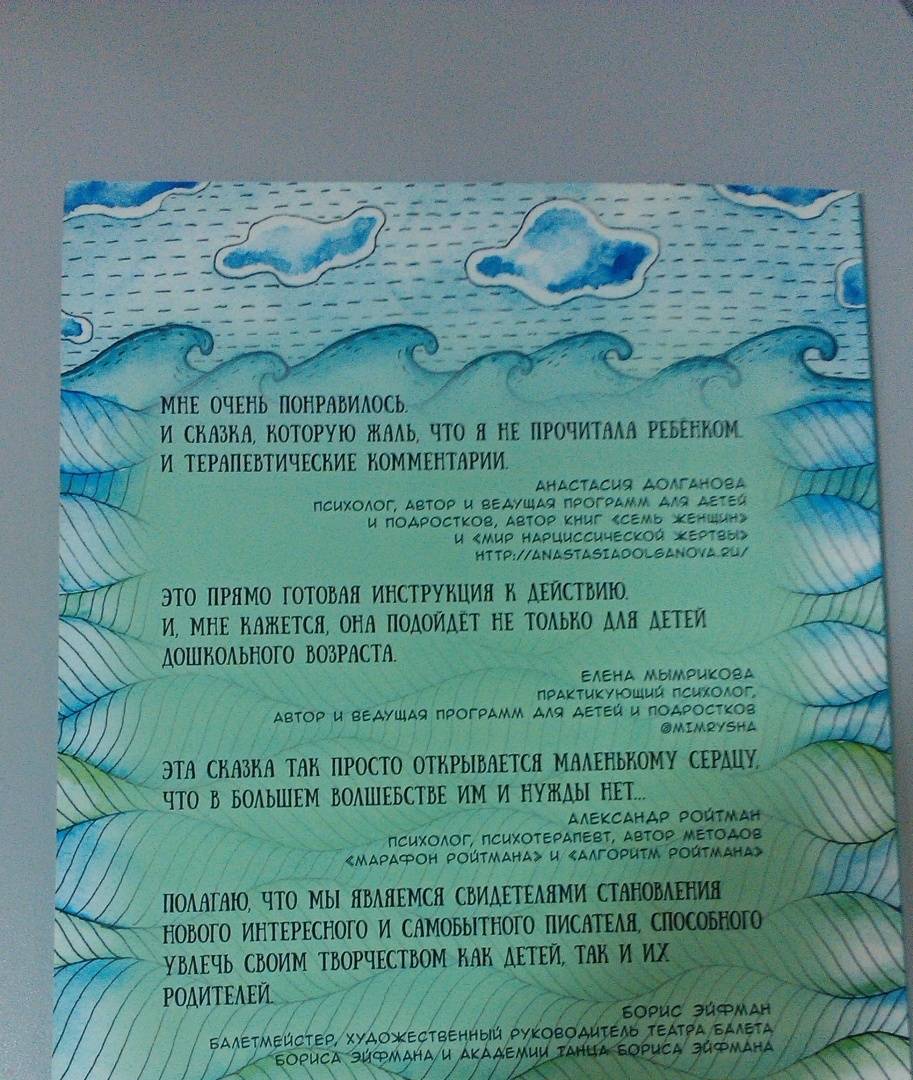 МНЕ ОЧЕНЬ ПОНРАВИЛОСЬ.
И СКАЗКА, КОТОРУЮ ЖАЛЬ, ЧТО Я НЕ ПРОЧИТАЛА РЕБЁНКОМ.
И ТЕРАПЕВТИЧЕСКИЕ КОММЕНТАРИИ.
АНАСТАСИЯ ДОЛГАНОВА
ПСИХОЛОГ, АВТОР И ВЕДУЩАЯ ПРОГРАММ ДЛЯ ДЕТЕЙ
И ПОДРОСТКОВ, АВТОР КНИГ «СЕМЬ ЖЕНЩИН»
И «МИР НАРЦИССИЧЕСКОЙ ЖЕРТВЫ»
HTTP://ANASTASIADOLGANOVA.RU/
ЭТО ПРЯМО ГОТОВАЯ ИНСТРУКЦИЯ К ДЕЙСТВИЮ.
И, МНЕ КАЖЕТСЯ, ОНА ПОДОЙДЁТ НЕ ТОЛЬКО ДЛЯ ДЕТЕЙ
ДОШКОЛЬНОГО ВОЗРАСТА.
ЕЛЕНА МЫМРИКОВА
ПРАКТИКУЮЩИЙ ПСИХОЛОГ,
АВТОР И ВЕДУЩАЯ ПРОГРАММ ДЛЯ ДЕТЕЙ И ПОДРОСТКОВ
@MIMRYSHA
ЭТА СКАЗКА ТАК ПРОСТО ОТКРЫВАЕТСЯ МАЛЕНЬКОМУ СЕРДЦУ,
ЧТО В БОЛЬШЕМ ВОЛШЕБСТВЕ ИМ И НУЖДЫ НЕТ...
АЛЕКСАНДР РОЙТМАН
ПСИХОЛОГ, ПСИХОТЕРАПЕВТ, АВТОР МЕТОДОВ
«МАРАФОН РОЙТМАНА» И «АЛГОРИТМ РОЙТМАНА»
ПОЛАГАЮ, ЧТО МЫ ЯВЛЯЕМСЯ СВИДЕТЕЛЯМИ СТАНОВЛЕНИЯ
НОВОГО ИНТЕРЕСНОГО И САМОБЫТНОГО ПИСАТЕЛЯ, СПОСОБНОГО
УВЛЕЧЬ СВОИМ ТВОРЧЕСТВОМ КАК ДЕТЕЙ, ТАК И ИХ
РОДИТЕЛЕЙ.
БОРИС ЭЙФМАН
БАЛЕТМЕЙСТЕР, ХУДОЖЕСТВЕННЫЙ РУКОВОДИТЕЛЬ ТЕАТРА БАЛЕТА
БОРИСА ЭЙФМАНА И АКАДЕМИИ ТАНЦА БОРИСА ЭЙФМАНА